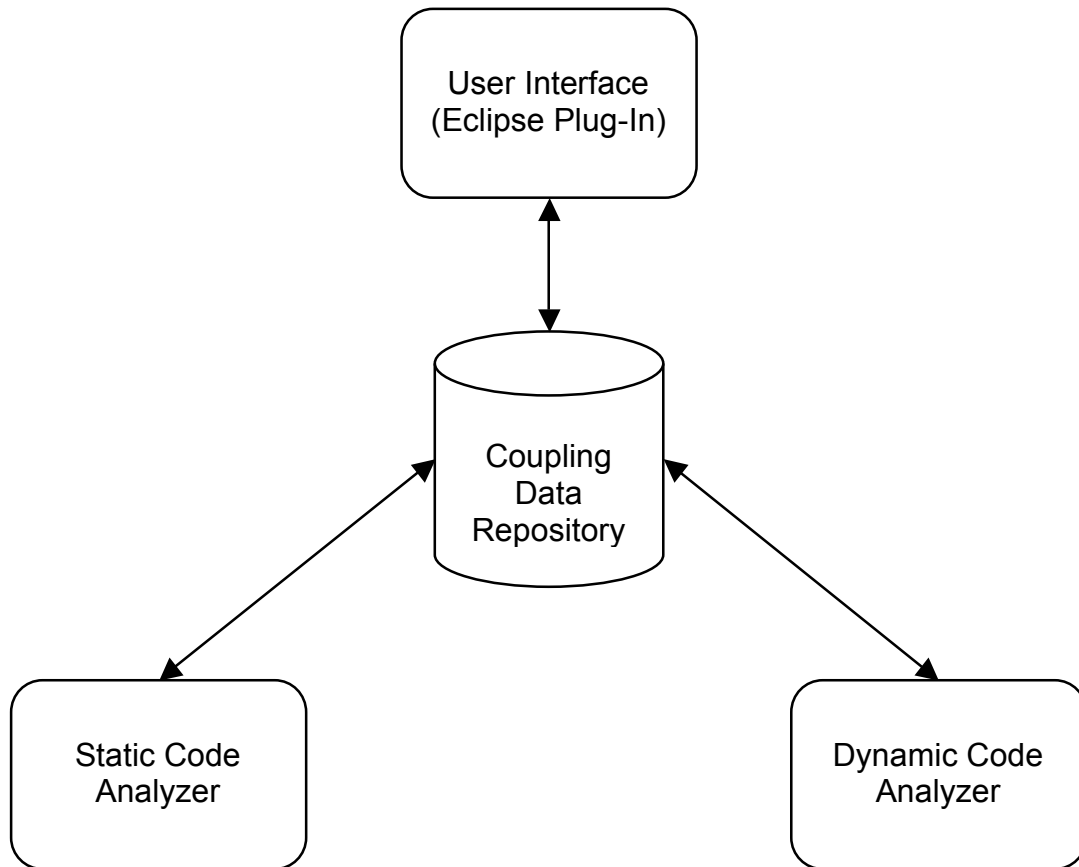 User Interface
(Eclipse Plug-In)
Coupling
Data
Repository
Static Code
Analyzer
Dynamic Code
Analyzer